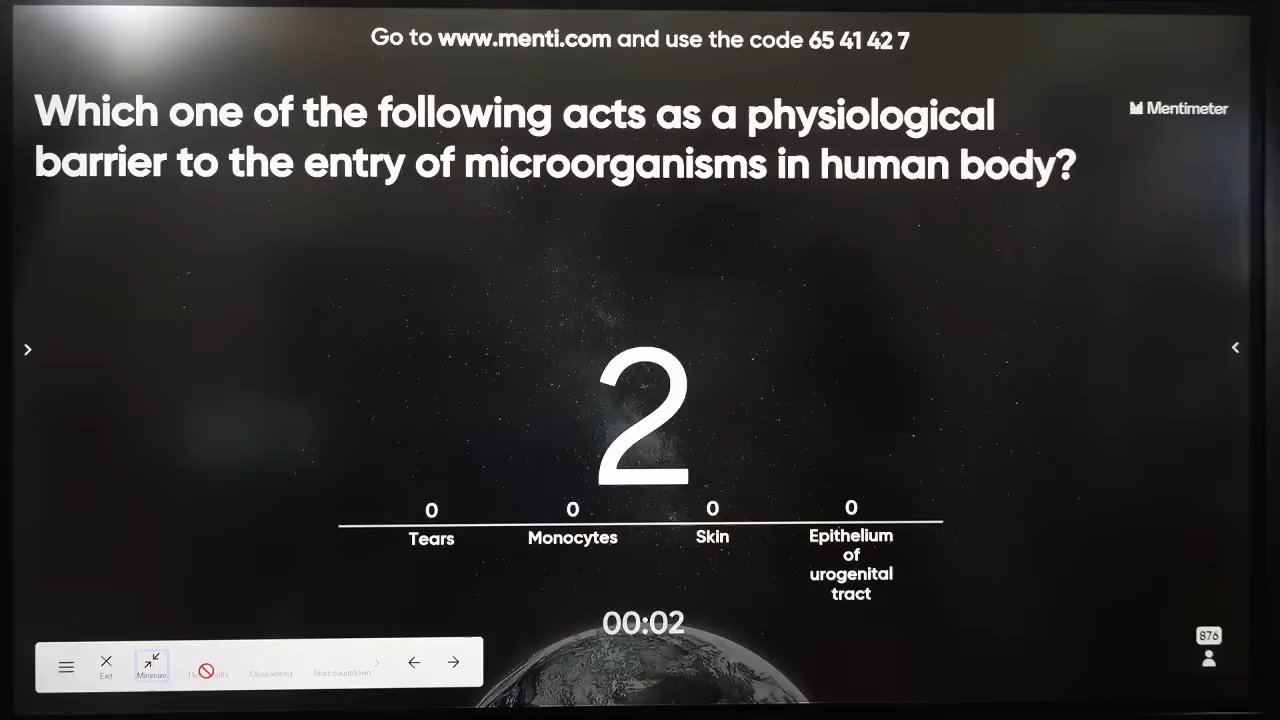 Go to www.menti.com and use the code 65 41 42 7
Which one of the following acts as a physiological
barrier to the entry of microorganisms in human body?
Mentimeter
2
0 0 0 0
Tears Monocytes Skin Epithelium
of
urogenital
tract
00:02
876
Exit Minimize Close voting Start countdown